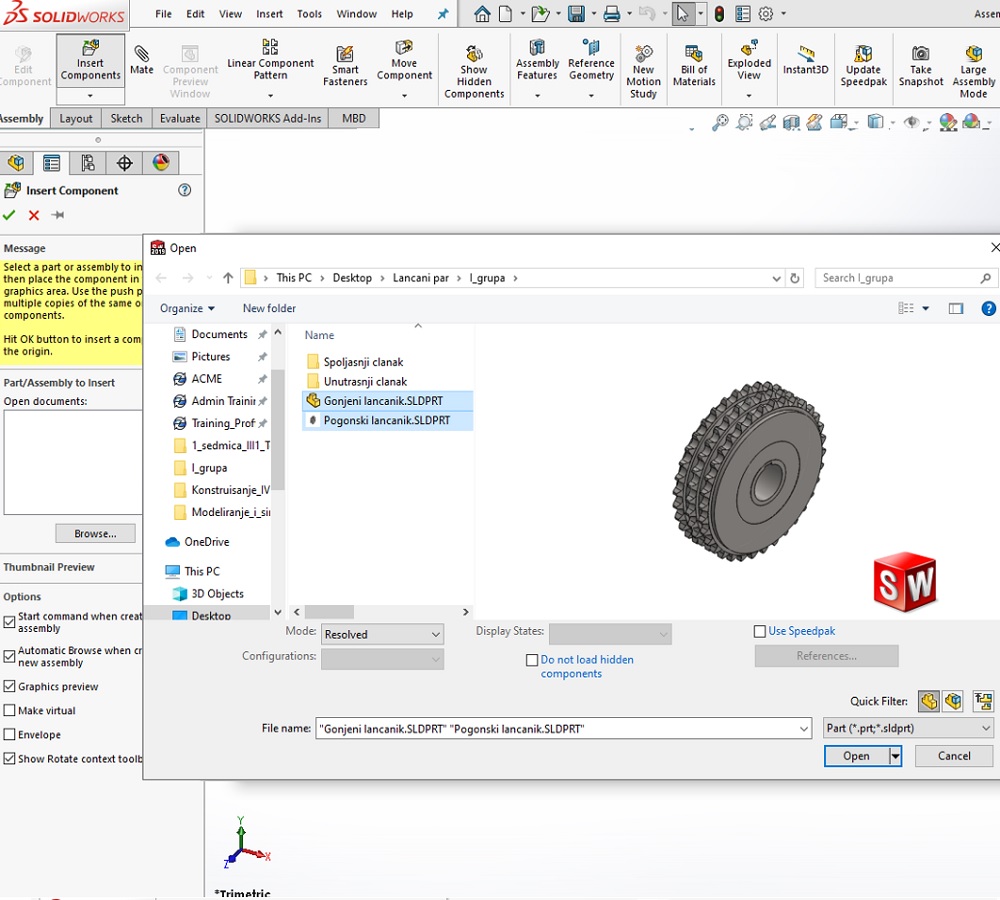 SOLIDWORKS
File Edit View Insert Tools Window Help
Assem
Edit Component
Insert Components
Mate
Component Preview Window
Linear Component Pattern
Smart Fasteners
Move Component
Show Hidden Components
Assembly Features
Reference Geometry
New Motion Study
Bill of Materials
Exploded View
Instant3D
Update Speedpak
Take Snapshot
Large Assembly Mode
Assembly Layout Sketch Evaluate SOLIDWORKS Add-Ins MBD
Insert Component
Message
Select a part or assembly to in
then place the component in
graphics area. Use the push p
multiple copies of the same o
components.
Hit OK button to insert a com
the origin.
Part/Assembly to Insert
Open documents:
Browse...
Thumbnail Preview
Options
Start command when creat
assembly
Automatic Browse when cr
new assembly
Graphics preview
Make virtual
Envelope
Show Rotate context toolb
2019
Open
This PC > Desktop > Lancani par > I_grupa >
Search I_grupa
Organize New folder
Documents
Pictures
ACME
Admin Trainin
Training_Prof
1_sedmica_III1_T
I_grupa
Konstruisanje_IV
Modeliranje_i_sin
OneDrive
This PC
3D Objects
Desktop
Name
Spoljasnji clanak
Unutrasnji clanak
Gonjeni lancanik.SLDPRT
Pogonski lancanik.SLDPRT
SW
Mode: Resolved
Display States:
Use Speedpak
Configurations:
Do not load hidden
components
References...
Quick Filter:
File name: "Gonjeni lancanik.SLDPRT" "Pogonski lancanik.SLDPRT"
Part (*.prt;*.sldprt)
Open Cancel
Y
X
Z
*Trimetric